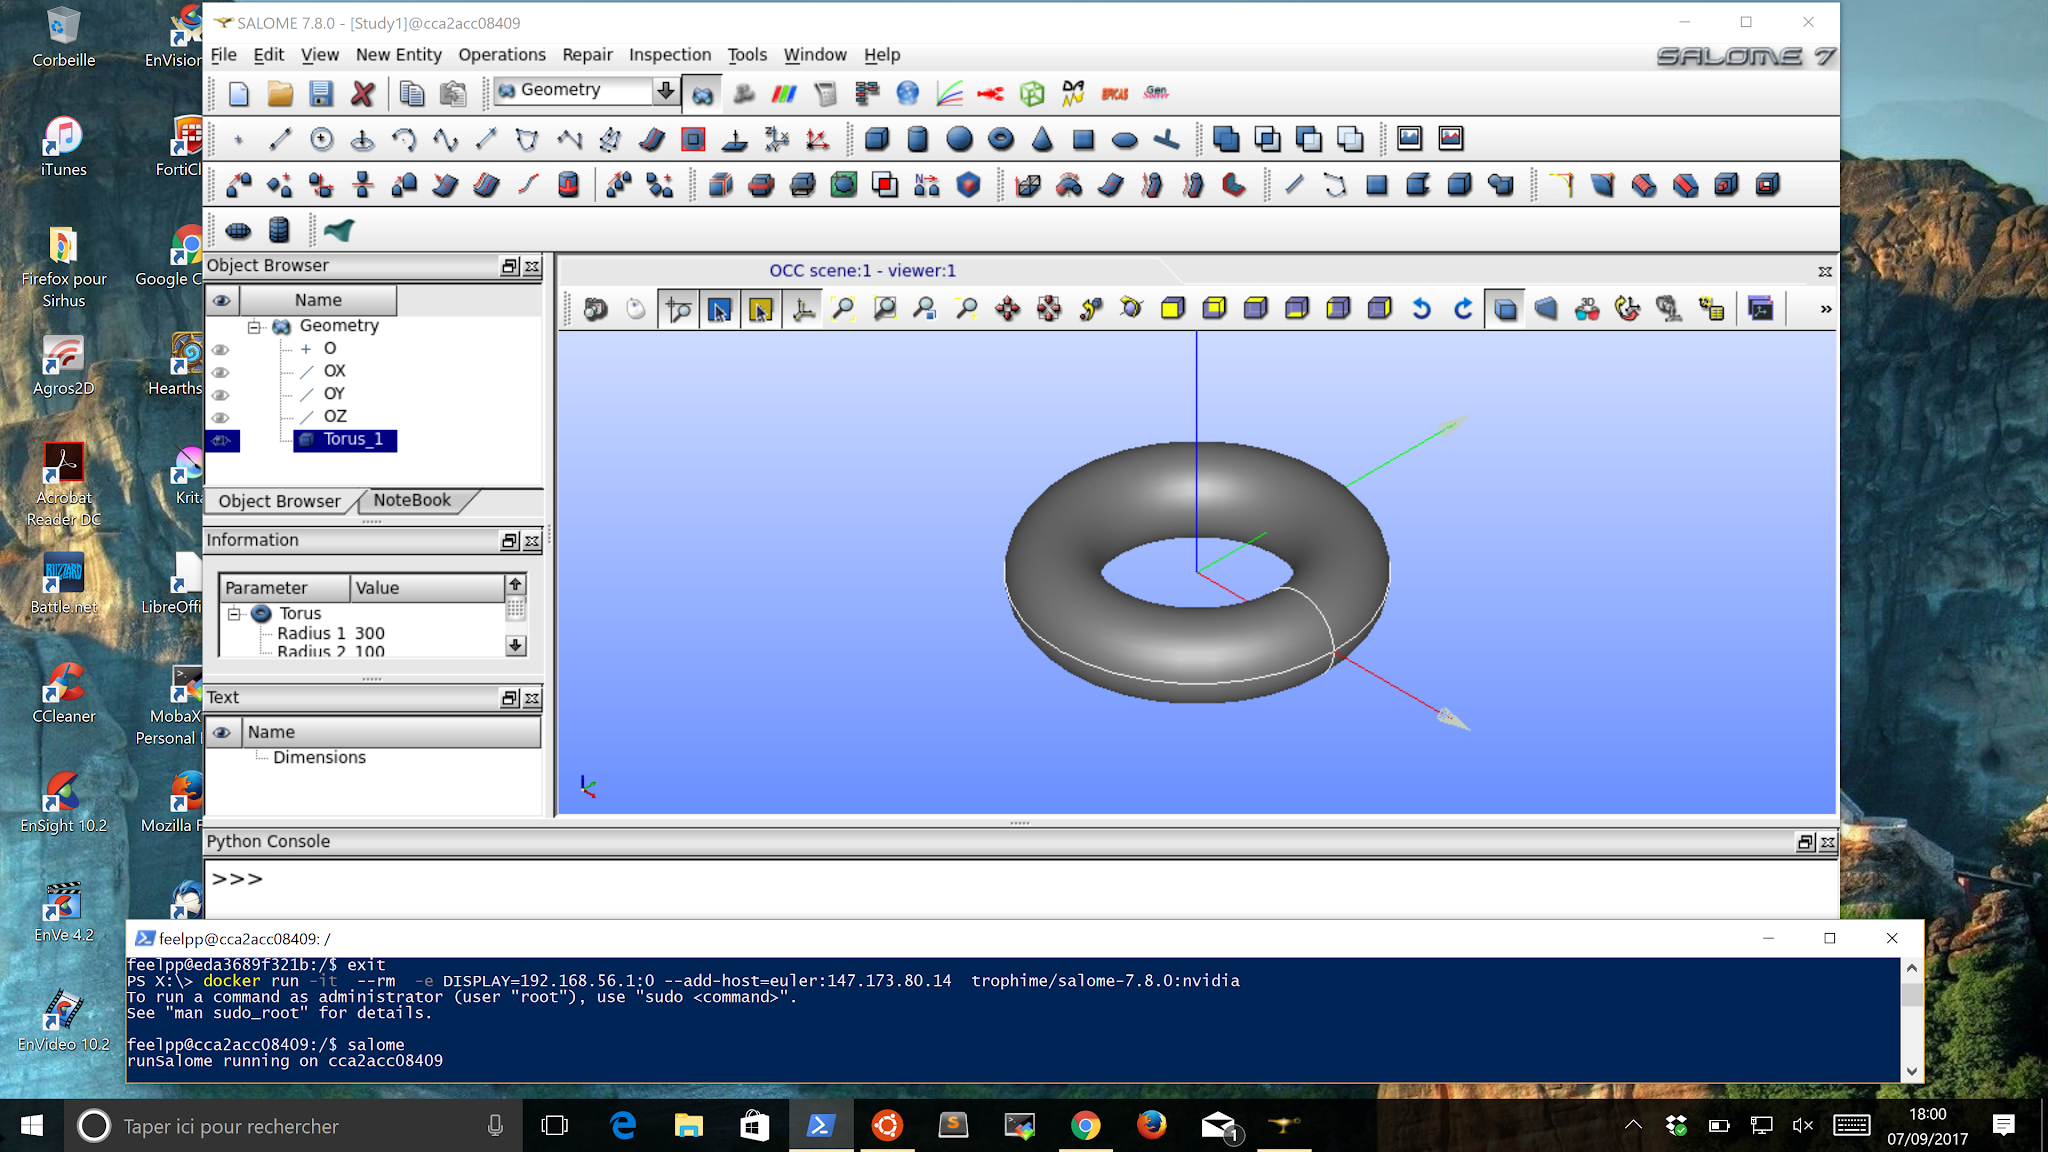 Corbeille
EnVision
iTunes
FortiCl
Firefox pour
Sirhus
Google C
Agros2D
Hearths
Acrobat
Reader DC
Krit
BLIZZARD
Battle.net
LibreOffi
CCleaner
MobaX
Personal
EnSight 10.2
Mozilla F
EnVe 4.2
EnVideo 10.2
SALOME 7.8.0 - [Study1]@cca2acc08409
File Edit View New Entity Operations Repair Inspection Tools Window Help
SALOME 7
Geometry
Object Browser
Name
Geometry
O
OX
OY
OZ
Torus_1
Object Browser NoteBook
Information
Parameter Value
Torus
Radius 1 300
Radius 2 100
Text
Name
Dimensions
OCC scene:1 - viewer:1
3D
»
Python Console
>>>
feelpp@cca2acc08409: /
feelpp@eda3689f321b:/$ exit
PS X:\> docker run -it --rm -e DISPLAY=192.168.56.1:0 --add-host=euler:147.173.80.14 trophime/salome-7.8.0:nvidia
To run a command as administrator (user "root"), use "sudo <command>".
See "man sudo_root" for details.
feelpp@cca2acc08409:/$ salome
runSalome running on cca2acc08409
Taper ici pour rechercher
1
18:00
07/09/2017